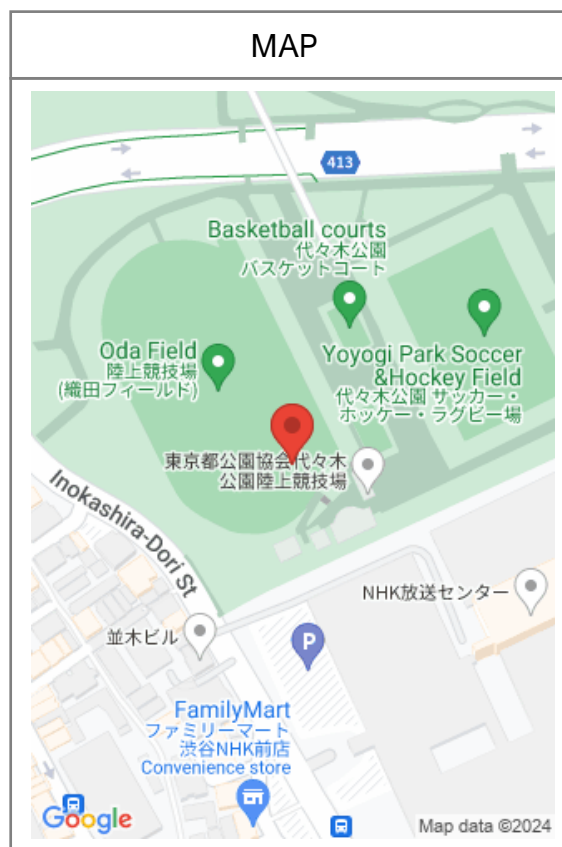 MAP
413
Basketball courts
代々木公園
バスケットコート
Oda Field
陸上競技場
(織田フィールド)
Yoyogi Park Soccer
&Hockey Field
代々木公園 サッカー・
ホッケー・ラグビー場
東京都公園協会代々木
公園陸上競技場
Inokashira-Dori St
NHK放送センター
並木ビル
P
FamilyMart
ファミリーマート
渋谷NHK前店
Convenience store
Google
Map data ©2024